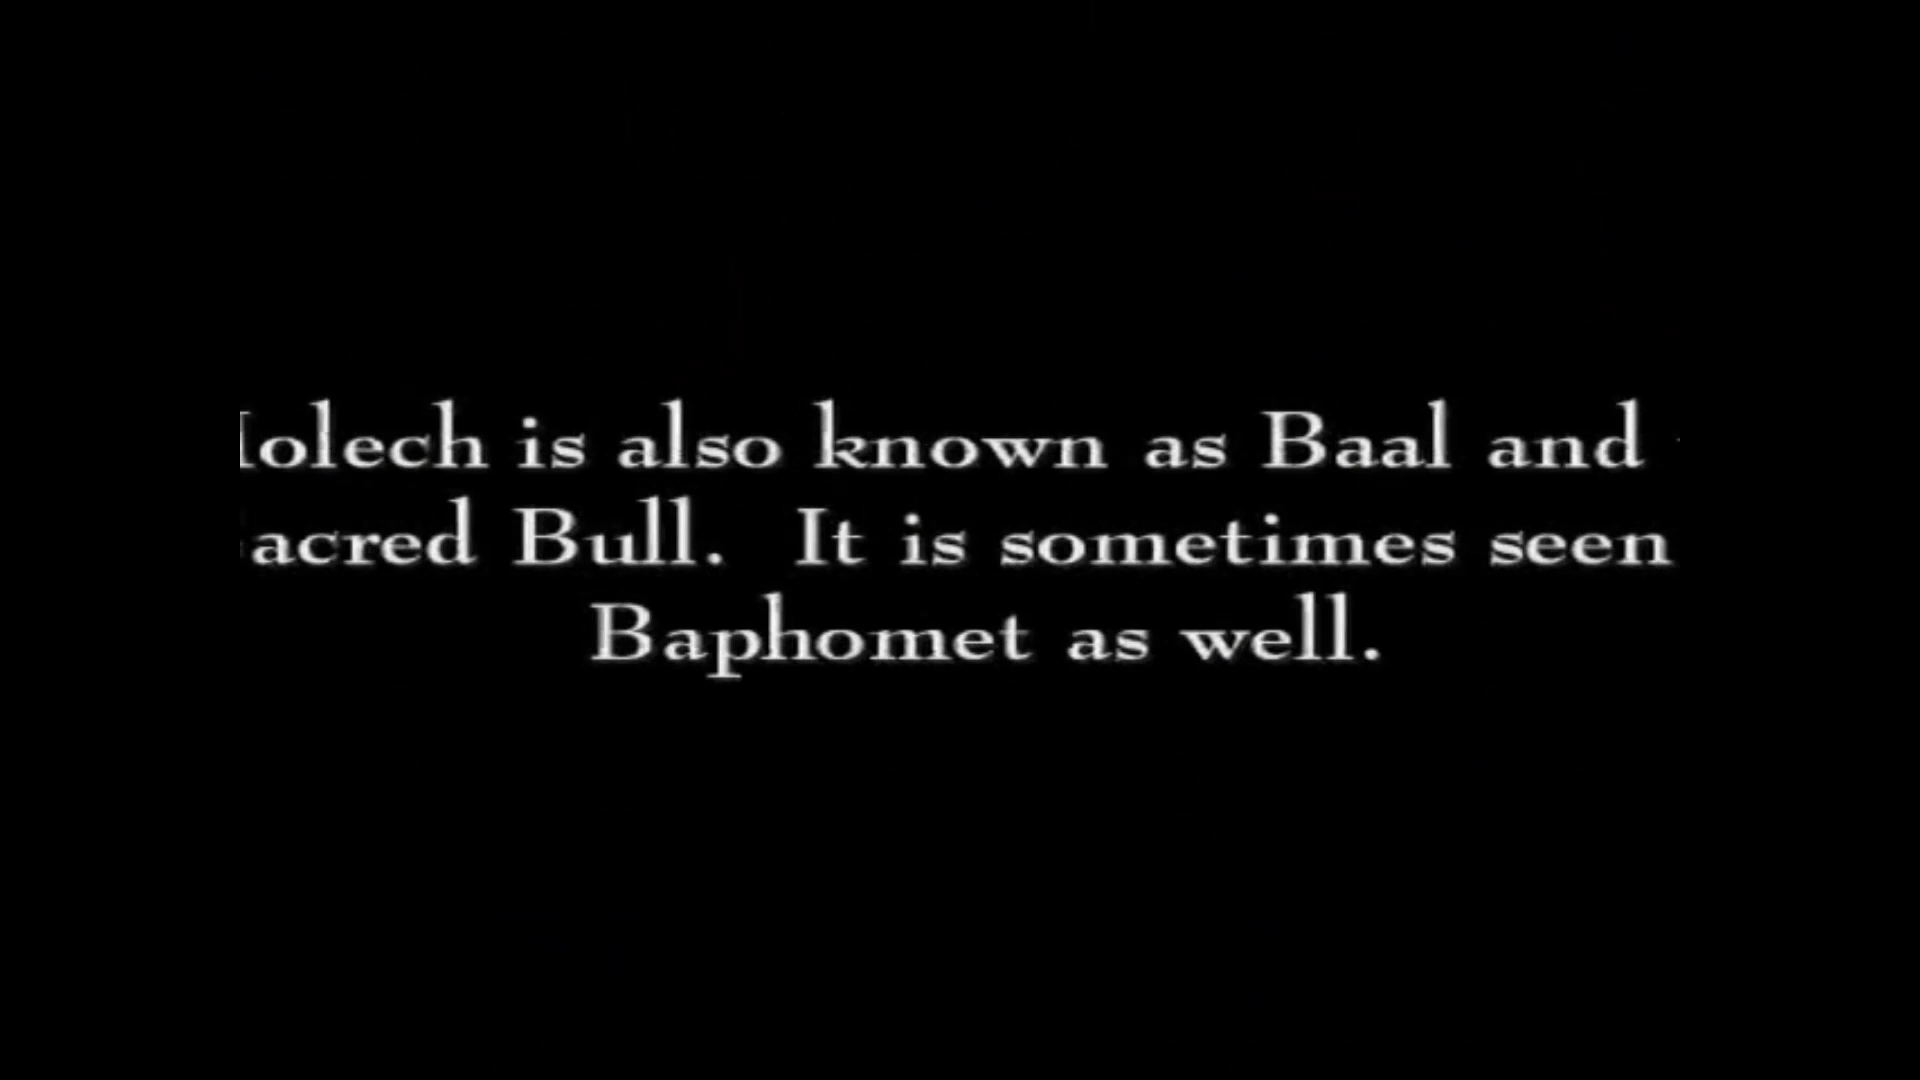 olech is also known as Baal and
acred Bull. It is sometimes seen
Baphomet as well.